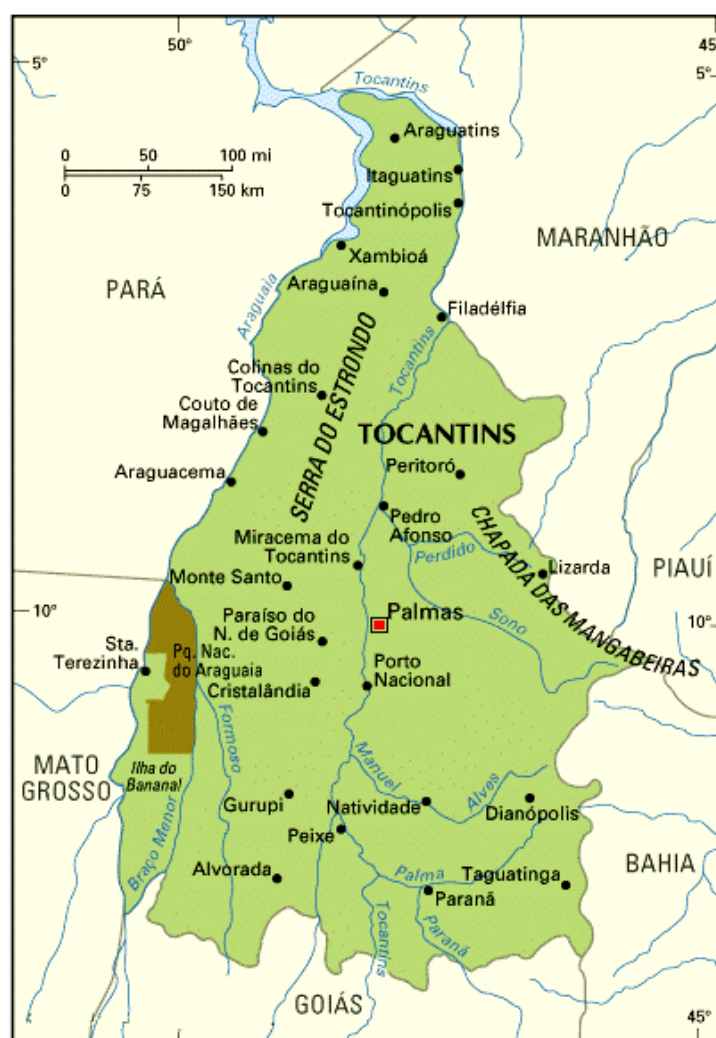 50°
45°
5°
5°
Tocantins
Araguatins
0 50 100 mi
0 75 150 km
Itaguatins
Tocantinópolis
MARANHÃO
Xambioá
PARÁ
Araguaína
Araguaia
Filadélfia
Tocantins
Colinas do
Tocantins
SERRA DO ESTRONDO
Couto de
Magalhães
TOCANTINS
Peritoró
Araguacema
Pedro
Afonso
CHAPADA DAS MANGABEIRAS
Miracema do
Tocantins
Perdido
Lizarda
PIAUÍ
Monte Santo
10°
Sono
Palmas
10°
Paraíso do
N. de Goiás
Sta.
Terezinha
Pq. Nac.
do Araguaia
Porto
Nacional
Cristalândia
Formoso
MATO
GROSSO
Ilha do
Bananal
Manuel
Alves
Gurupi
Natividade
Dianópolis
Peixe
Braço Menor
BAHIA
Alvorada
Palma
Taguatinga
Paranã
Tocantins
Paraná
GOIÁS
45°